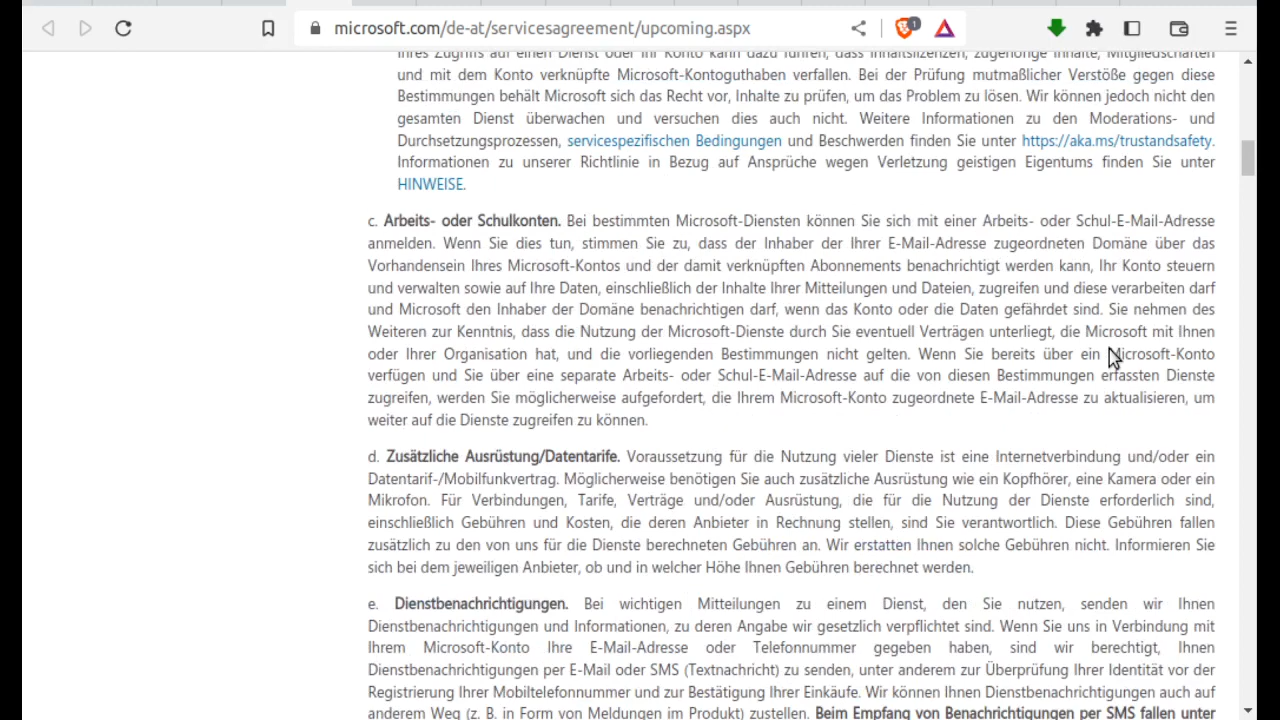 microsoft.com/de-at/servicesagreement/upcoming.aspx
1
Ihres Zugriffs auf einen Dienst oder Ihr Konto kann dazu führen, dass Inhaltslizenzen, zugehörige Inhalte, Mitgliedschaften
und mit dem Konto verknüpfte Microsoft-Kontoguthaben verfallen. Bei der Prüfung mutmaßlicher Verstöße gegen diese
Bestimmungen behält Microsoft sich das Recht vor, Inhalte zu prüfen, um das Problem zu lösen. Wir können jedoch nicht den
gesamten Dienst überwachen und versuchen dies auch nicht. Weitere Informationen zu den Moderations- und
Durchsetzungsprozessen, servicespezifischen Bedingungen und Beschwerden finden Sie unter https://aka.ms/trustandsafety.
Informationen zu unserer Richtlinie in Bezug auf Ansprüche wegen Verletzung geistigen Eigentums finden Sie unter
HINWEISE.
c. Arbeits- oder Schulkonten. Bei bestimmten Microsoft-Diensten können Sie sich mit einer Arbeits- oder Schul-E-Mail-Adresse
anmelden. Wenn Sie dies tun, stimmen Sie zu, dass der Inhaber der Ihrer E-Mail-Adresse zugeordneten Domäne über das
Vorhandensein Ihres Microsoft-Kontos und der damit verknüpften Abonnements benachrichtigt werden kann, Ihr Konto steuern
und verwalten sowie auf Ihre Daten, einschließlich der Inhalte Ihrer Mitteilungen und Dateien, zugreifen und diese verarbeiten darf
und Microsoft den Inhaber der Domäne benachrichtigen darf, wenn das Konto oder die Daten gefährdet sind. Sie nehmen des
Weiteren zur Kenntnis, dass die Nutzung der Microsoft-Dienste durch Sie eventuell Verträgen unterliegt, die Microsoft mit Ihnen
oder Ihrer Organisation hat, und die vorliegenden Bestimmungen nicht gelten. Wenn Sie bereits über ein Microsoft-Konto
verfügen und Sie über eine separate Arbeits- oder Schul-E-Mail-Adresse auf die von diesen Bestimmungen erfassten Dienste
zugreifen, werden Sie möglicherweise aufgefordert, die Ihrem Microsoft-Konto zugeordnete E-Mail-Adresse zu aktualisieren, um
weiter auf die Dienste zugreifen zu können.
d. Zusätzliche Ausrüstung/Datentarife. Voraussetzung für die Nutzung vieler Dienste ist eine Internetverbindung und/oder ein
Datentarif-/Mobilfunkvertrag. Möglicherweise benötigen Sie auch zusätzliche Ausrüstung wie ein Kopfhörer, eine Kamera oder ein
Mikrofon. Für Verbindungen, Tarife, Verträge und/oder Ausrüstung, die für die Nutzung der Dienste erforderlich sind,
einschließlich Gebühren und Kosten, die deren Anbieter in Rechnung stellen, sind Sie verantwortlich. Diese Gebühren fallen
zusätzlich zu den von uns für die Dienste berechneten Gebühren an. Wir erstatten Ihnen solche Gebühren nicht. Informieren Sie
sich bei dem jeweiligen Anbieter, ob und in welcher Höhe Ihnen Gebühren berechnet werden.
e. Dienstbenachrichtigungen. Bei wichtigen Mitteilungen zu einem Dienst, den Sie nutzen, senden wir Ihnen
Dienstbenachrichtigungen und Informationen, zu deren Angabe wir gesetzlich verpflichtet sind. Wenn Sie uns in Verbindung mit
Ihrem Microsoft-Konto Ihre E-Mail-Adresse oder Telefonnummer gegeben haben, sind wir berechtigt, Ihnen
Dienstbenachrichtigungen per E-Mail oder SMS (Textnachricht) zu senden, unter anderem zur Überprüfung Ihrer Identität vor der
Registrierung Ihrer Mobiltelefonnummer und zur Bestätigung Ihrer Einkäufe. Wir können Ihnen Dienstbenachrichtigungen auch auf
anderem Weg (z. B. in Form von Meldungen im Produkt) zustellen. Beim Empfang von Benachrichtigungen per SMS fallen unter